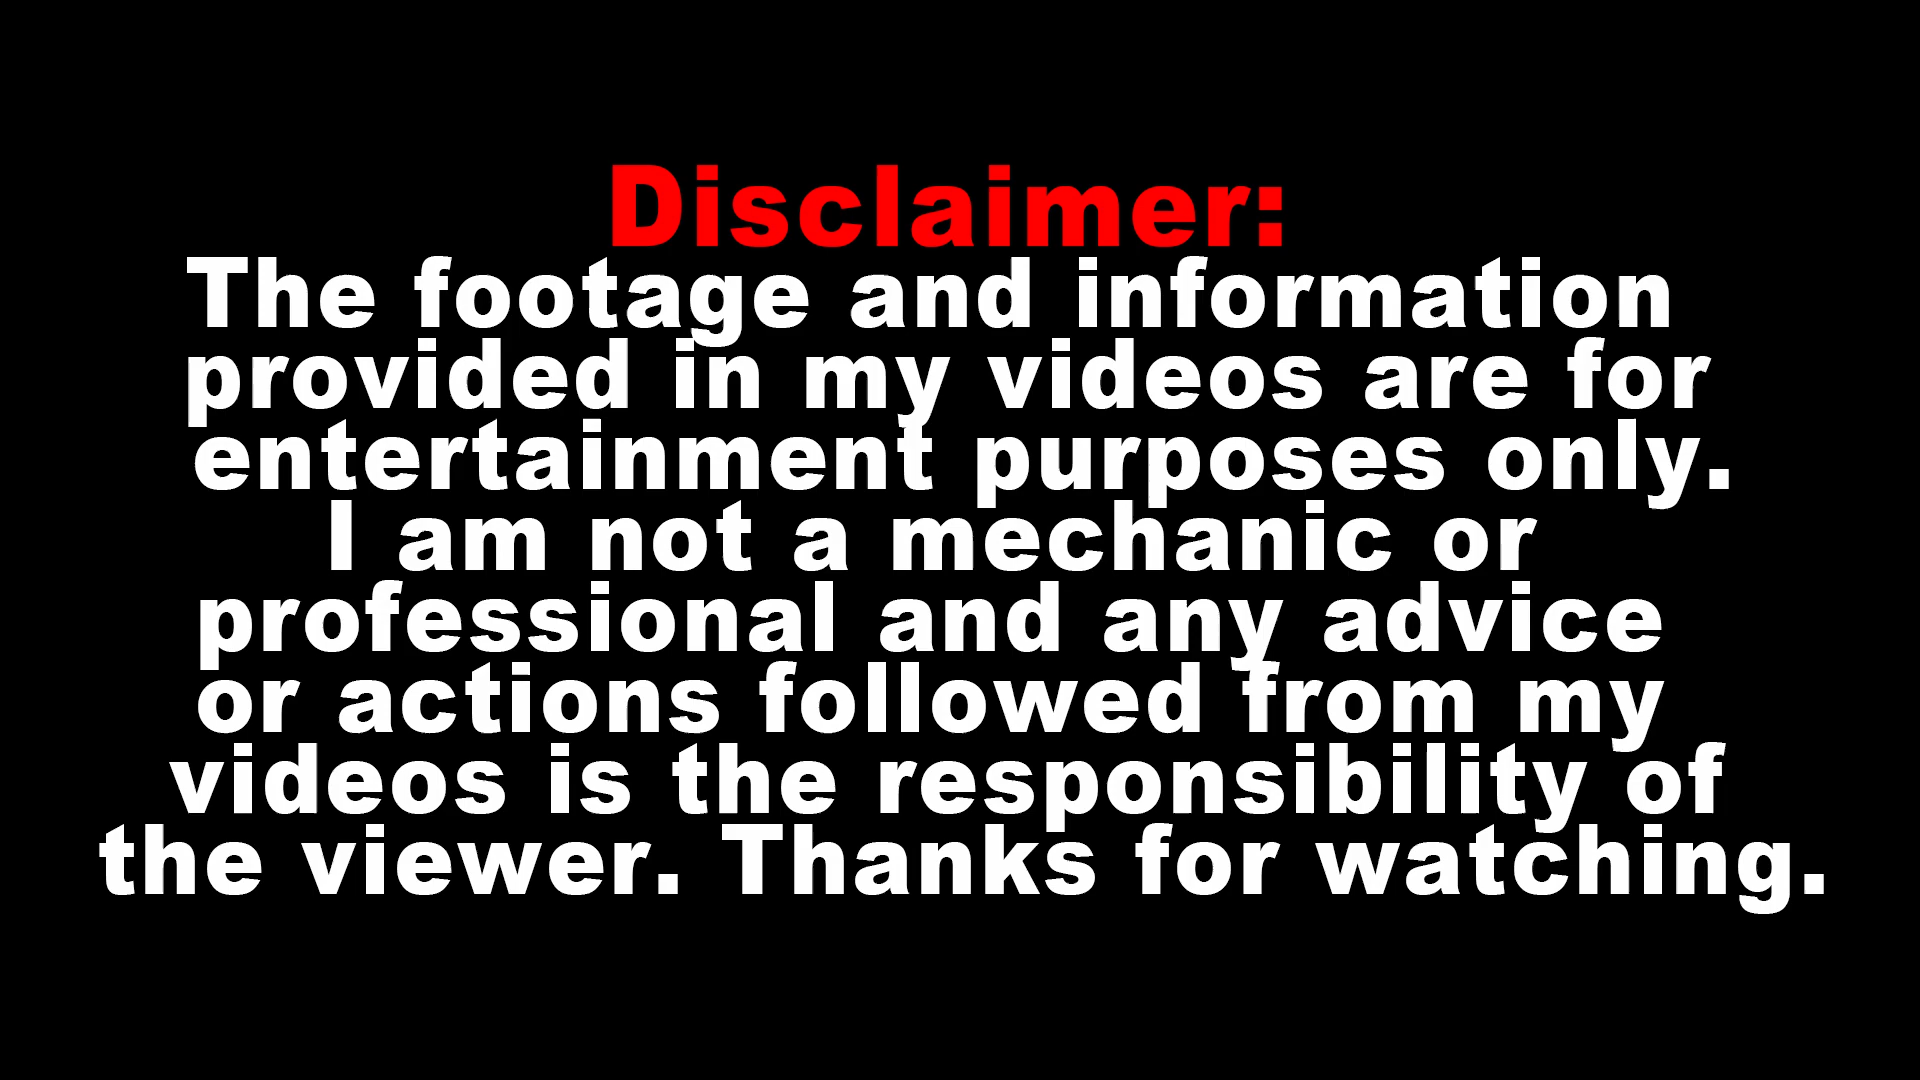 Disclaimer:
The footage and information
provided in my videos are for
entertainment purposes only.
I am not a mechanic or
professional and any advice
or actions followed from my
videos is the responsibility of
the viewer. Thanks for watching.